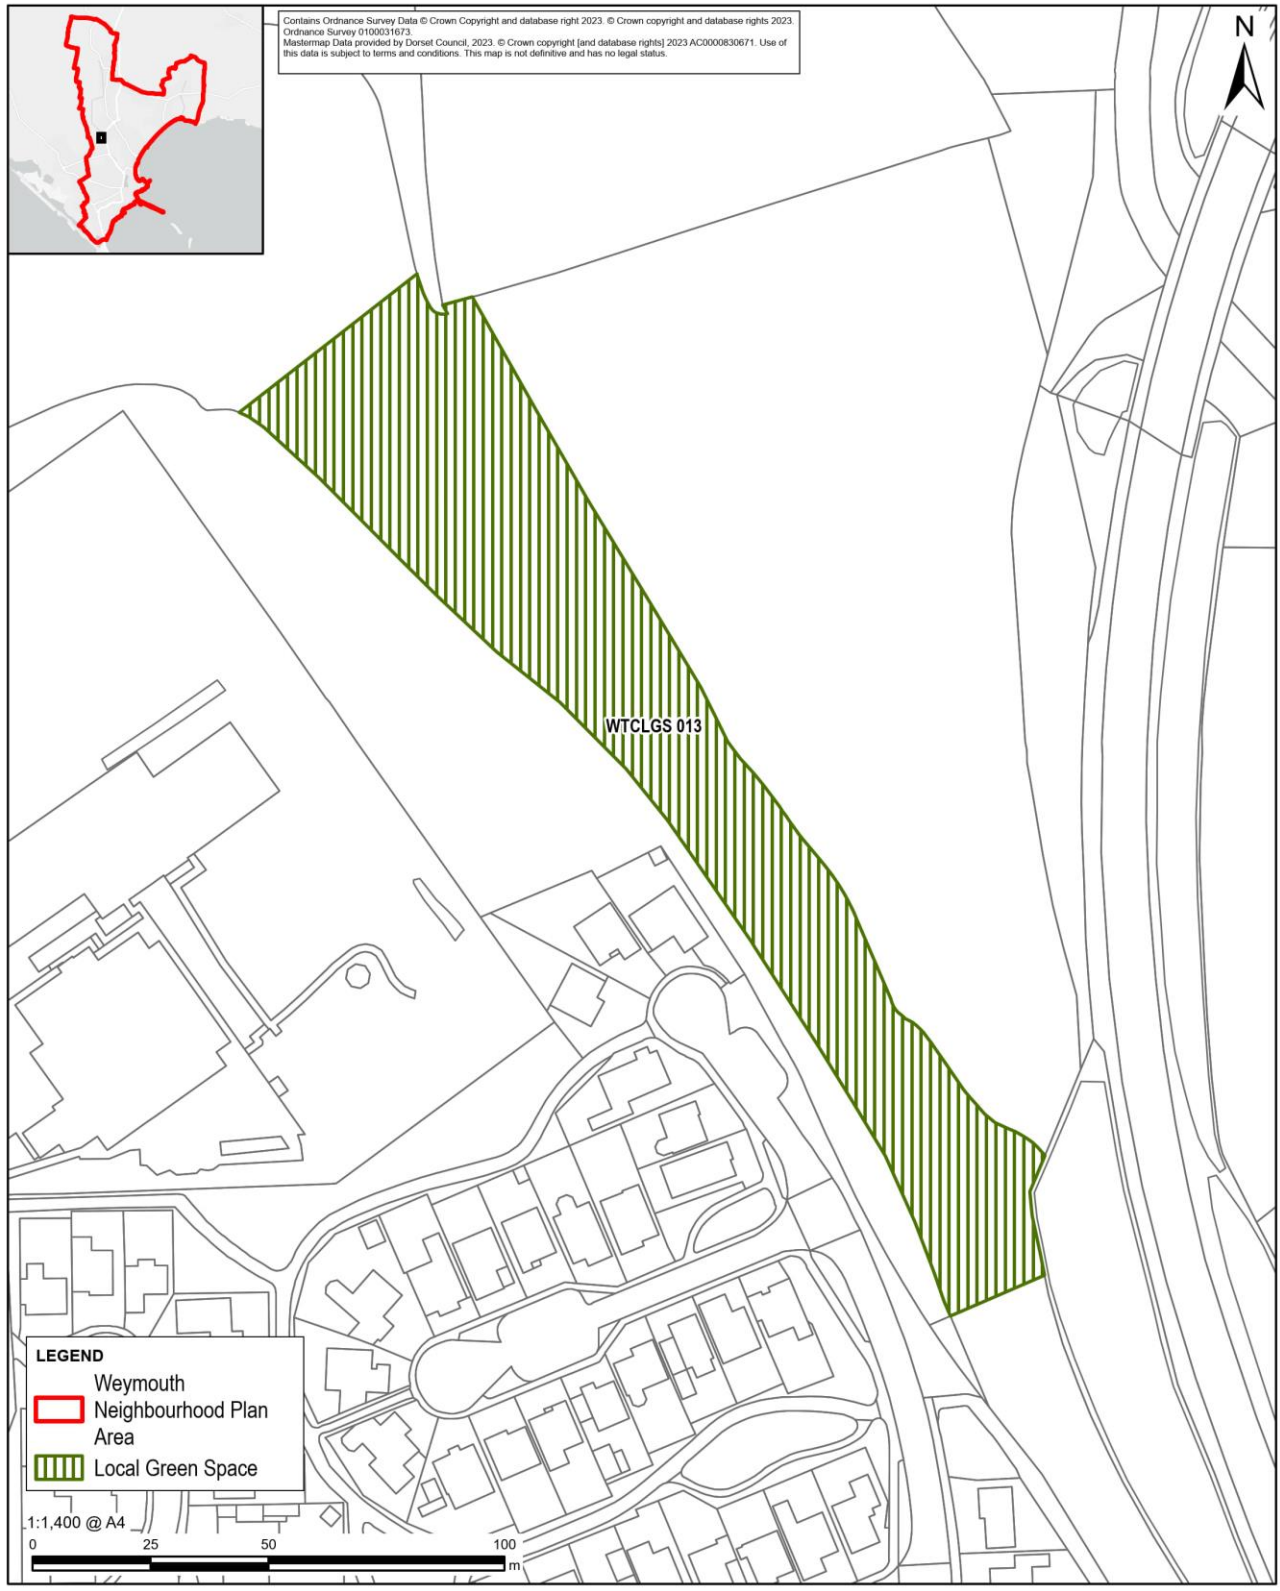 Contains Ordnance Survey Data © Crown Copyright and database right 2023. © Crown copyright and database rights 2023.
Ordnance Survey 0100031673.
Mastermap Data provided by Dorset Council, 2023. © Crown copyright [and database rights] 2023 AC0000830671. Use of
this data is subject to terms and conditions. This map is not definitive and has no legal status.
N
WTCLGS 013
LEGEND
Weymouth
Neighbourhood Plan
Area
Local Green Space
1:1,400 @ A4
0 25 50 100
m